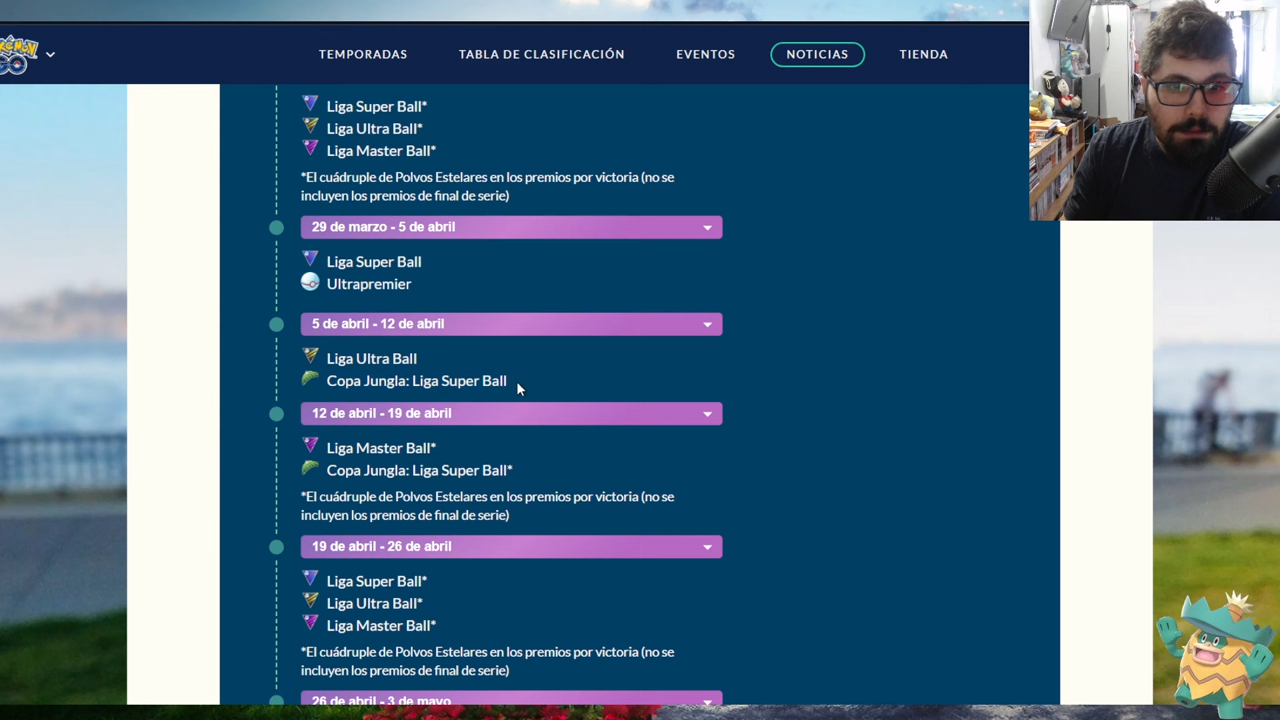 TEMPORADAS
TABLA DE CLASIFICACIÓN
EVENTOS
NOTICIAS
TIENDA
Liga Super Ball*
Liga Ultra Ball*
Liga Master Ball*
*El cuádruple de Polvos Estelares en los premios por victoria (no se
incluyen los premios de final de serie)
29 de marzo - 5 de abril
Liga Super Ball
Ultrapremier
5 de abril - 12 de abril
Liga Ultra Ball
Copa Jungla: Liga Super Ball
12 de abril - 19 de abril
Liga Master Ball*
Copa Jungla: Liga Super Ball*
*El cuádruple de Polvos Estelares en los premios por victoria (no se
incluyen los premios de final de serie)
19 de abril - 26 de abril
Liga Super Ball*
Liga Ultra Ball*
Liga Master Ball*
*El cuádruple de Polvos Estelares en los premios por victoria (no se
incluyen los premios de final de serie)
26 de abril - 3 de mayo